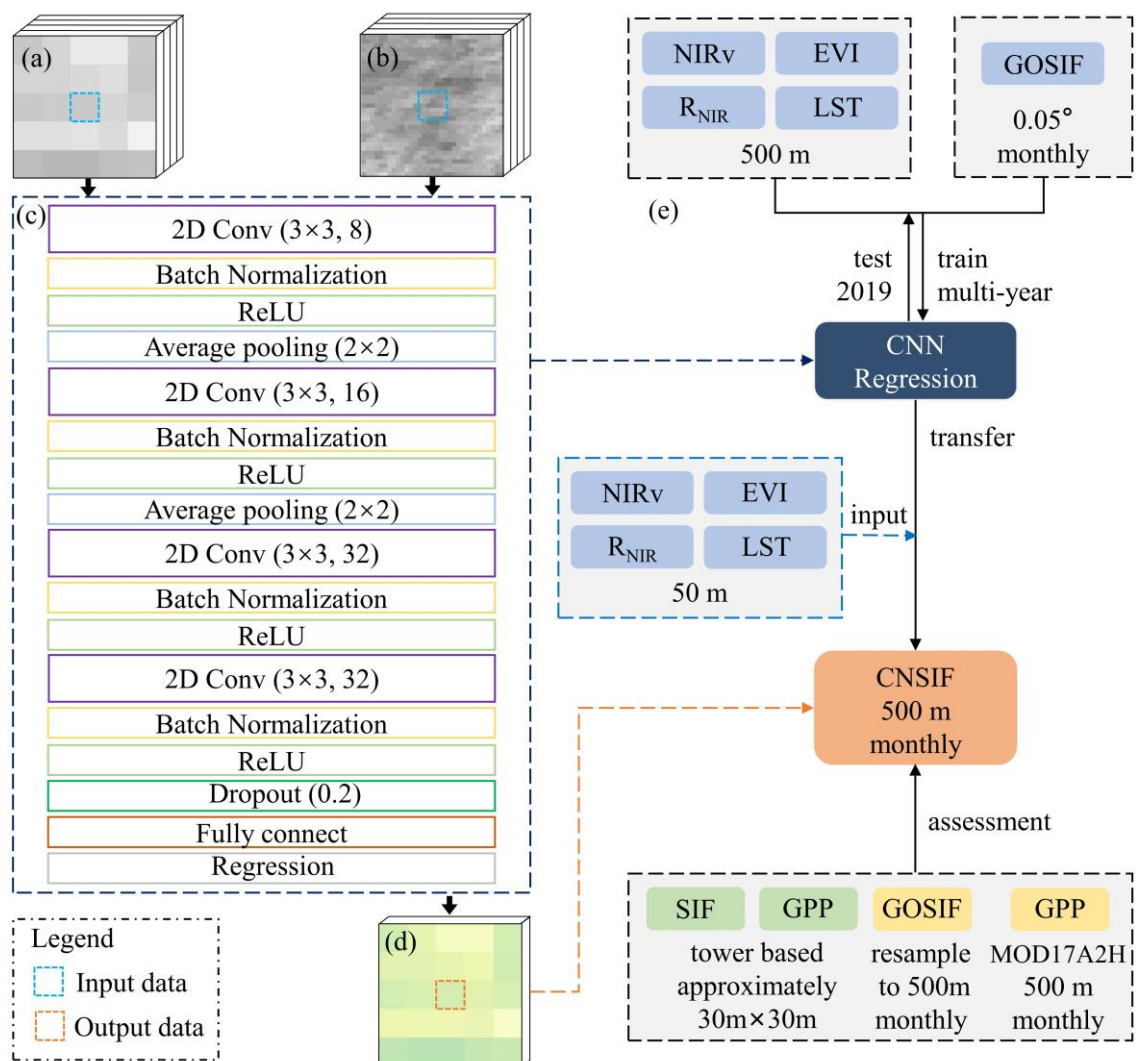 (a)
(b)
(c)
2D Conv (3×3, 8)
Batch Normalization
ReLU
Average pooling (2×2)
2D Conv (3×3, 16)
Batch Normalization
ReLU
Average pooling (2×2)
2D Conv (3×3, 32)
Batch Normalization
ReLU
2D Conv (3×3, 32)
Batch Normalization
ReLU
Dropout (0.2)
Fully connect
Regression
Legend
Input data
Output data
(d)
(e)
NIRv EVI
R_NIR LST
500 m
GOSIF
0.05°
monthly
test
2019
train
multi-year
CNN
Regression
transfer
NIRv EVI
R_NIR LST
50 m
input
CNSIF
500 m
monthly
assessment
SIF GPP
tower based
approximately
30m×30m
GOSIF
resample
to 500m
monthly
GPP
MOD17A2H
500 m
monthly